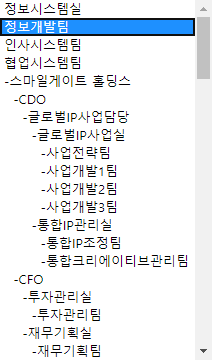 정보시스템실
정보개발팀
인사시스템팀
협업시스템팀
-스마일게이트 홀딩스
-CDO
-글로벌IP사업담당
-글로벌IP사업실
-사업전략팀
-사업개발1팀
-사업개발2팀
-사업개발3팀
-통합IP관리실
-통합IP조정팀
-통합크리에이티브관리팀
-CFO
-투자관리실
-투자관리팀
-재무기획실
-재무기획팀